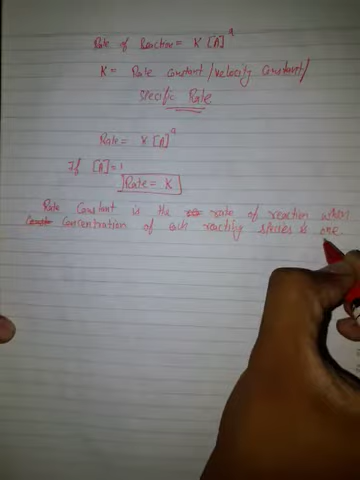 Rate of Reaction = K [A]^a
K = Rate Constant / velocity Constant /
Specific Rate
Rate = K [A]^a
If [A] = 1
Rate = K
Rate Constant is the rate of reaction when
Concentration of each reacting species is one